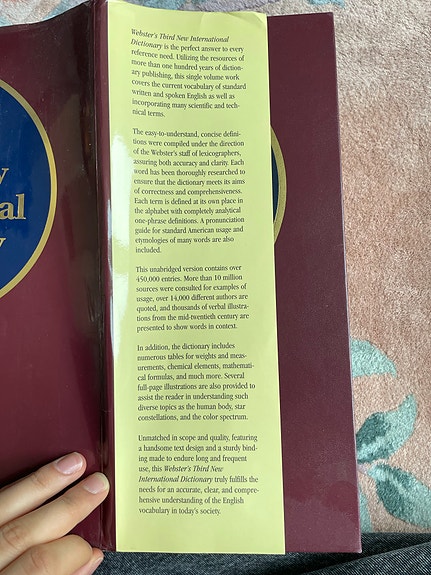 y
al
y
Webster's Third New International
Dictionary is the perfect answer to every
reference need. Utilizing the resources of
more than one hundred years of diction-
ary publishing, this single volume work
covers the current vocabulary of standard
written and spoken English as well as
incorporating many scientific and tech-
nical terms.
The easy-to-understand, concise defini-
tions were compiled under the direction
of the Webster's staff of lexicographers,
assuring both accuracy and clarity. Each
word has been thoroughly researched to
ensure that the dictionary meets its aims
of correctness and comprehensiveness.
Each term is defined at its own place in
the alphabet with completely analytical
one-phrase definitions. A pronunciation
guide for standard American usage and
etymologies of many words are also
included.
This unabridged version contains over
450,000 entries. More than 10 million
sources were consulted for examples of
usage, over 14,000 different authors are
quoted, and thousands of verbal illustra-
tions from the mid-twentieth century are
presented to show words in context.
In addition, the dictionary includes
numerous tables for weights and meas-
urements, chemical elements, mathemati-
cal formulas, and much more. Several
full-page illustrations are also provided to
assist the reader in understanding such
diverse topics as the human body, star
constellations, and the color spectrum.
Unmatched in scope and quality, featuring
a handsome text design and a sturdy bind-
ing made to endure long and frequent
use, this Webster's Third New
International Dictionary truly fulfills the
needs for an accurate, clear, and compre-
hensive understanding of the English
vocabulary in today's society.